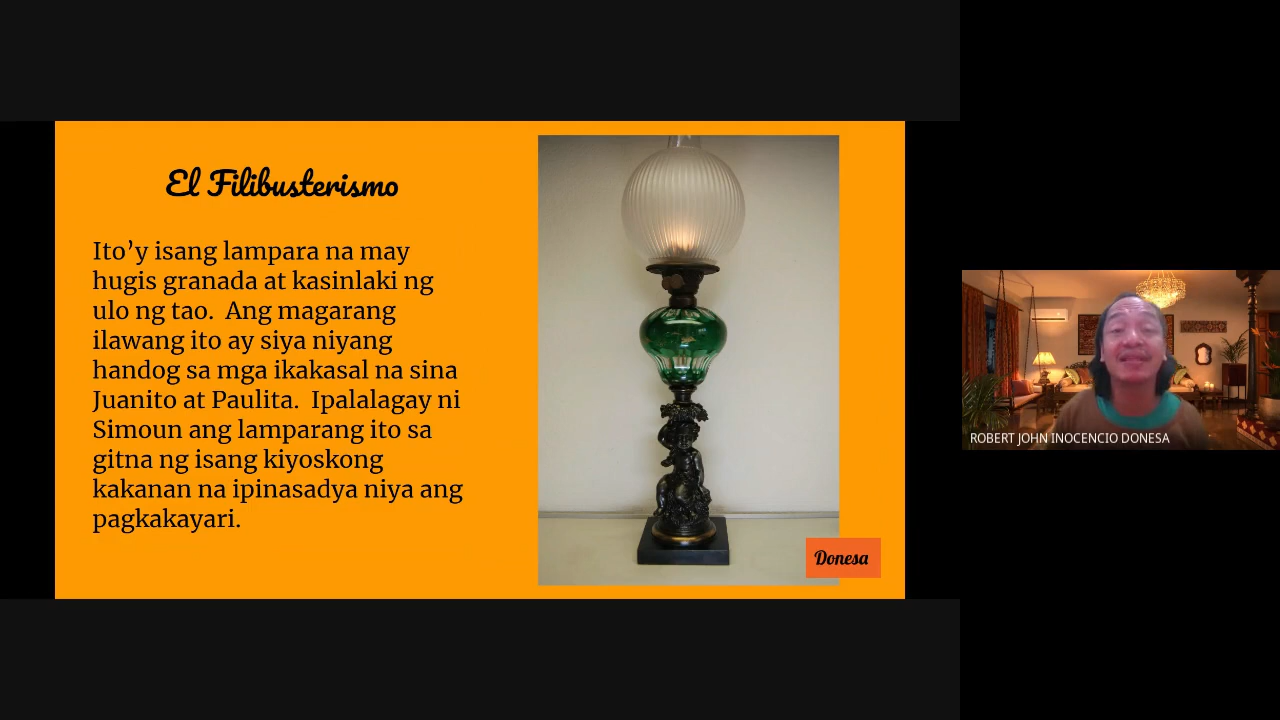 El Filibusterismo
Ito’y isang lampara na may
hugis granada at kasinlaki ng
ulo ng tao.  Ang magarang
ilawang ito ay siya niyang
handog sa mga ikakasal na sina
Juanito at Paulita.  Ipalalagay ni
Simoun ang lamparang ito sa
gitna ng isang kiyoskong
kakanan na ipinasadya niya ang
pagkakayari.
Donesa
ROBERT JOHN INOCENCIO DONESA